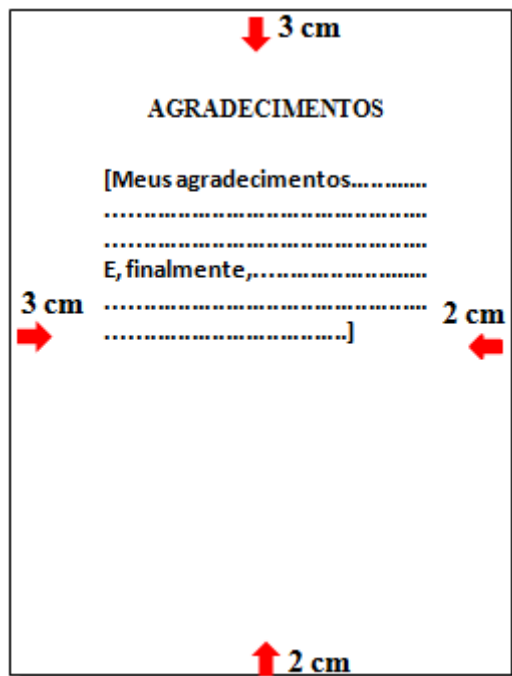 3 cm
AGRADECIMENTOS
[Meus agradecimentos.............
................................................
................................................
E, finalmente,..........................
3 cm
................................................
2 cm
....................................]
2 cm